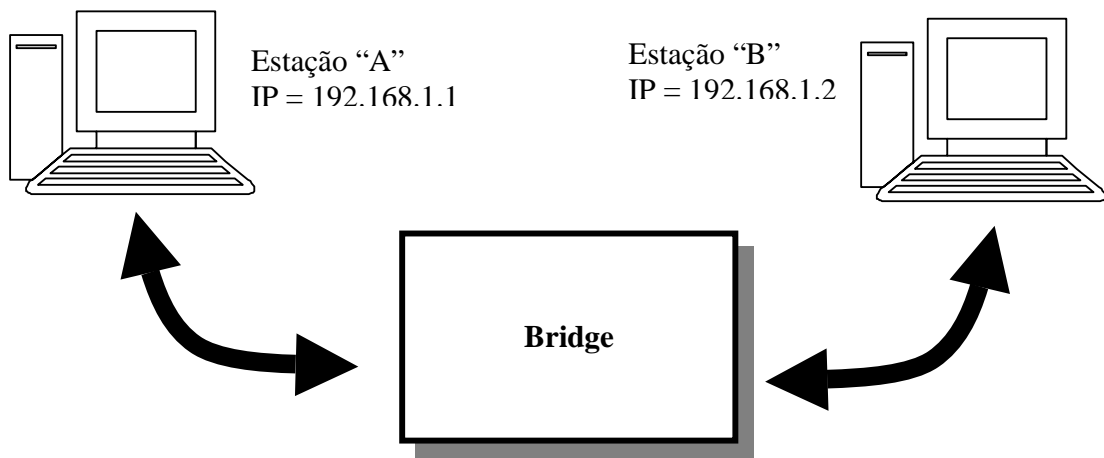 Estação “A”
IP = 192.168.1.1
Estação “B”
IP = 192.168.1.2
Bridge